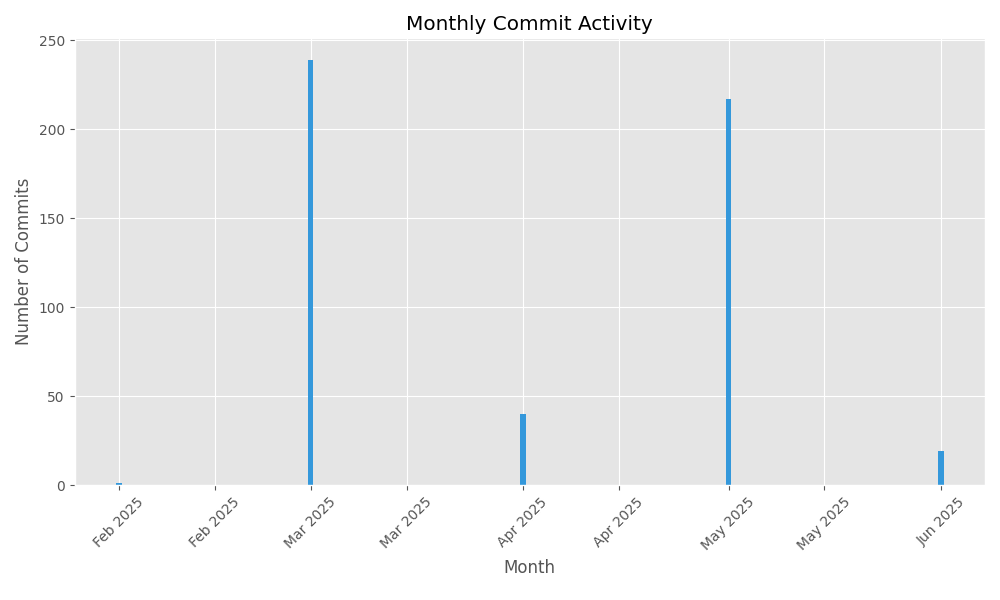 Monthly Commit Activity
250
200
150
100
50
0
Number of Commits
Feb 2025
Feb 2025
Mar 2025
Mar 2025
Apr 2025
Apr 2025
May 2025
May 2025
Jun 2025
Month